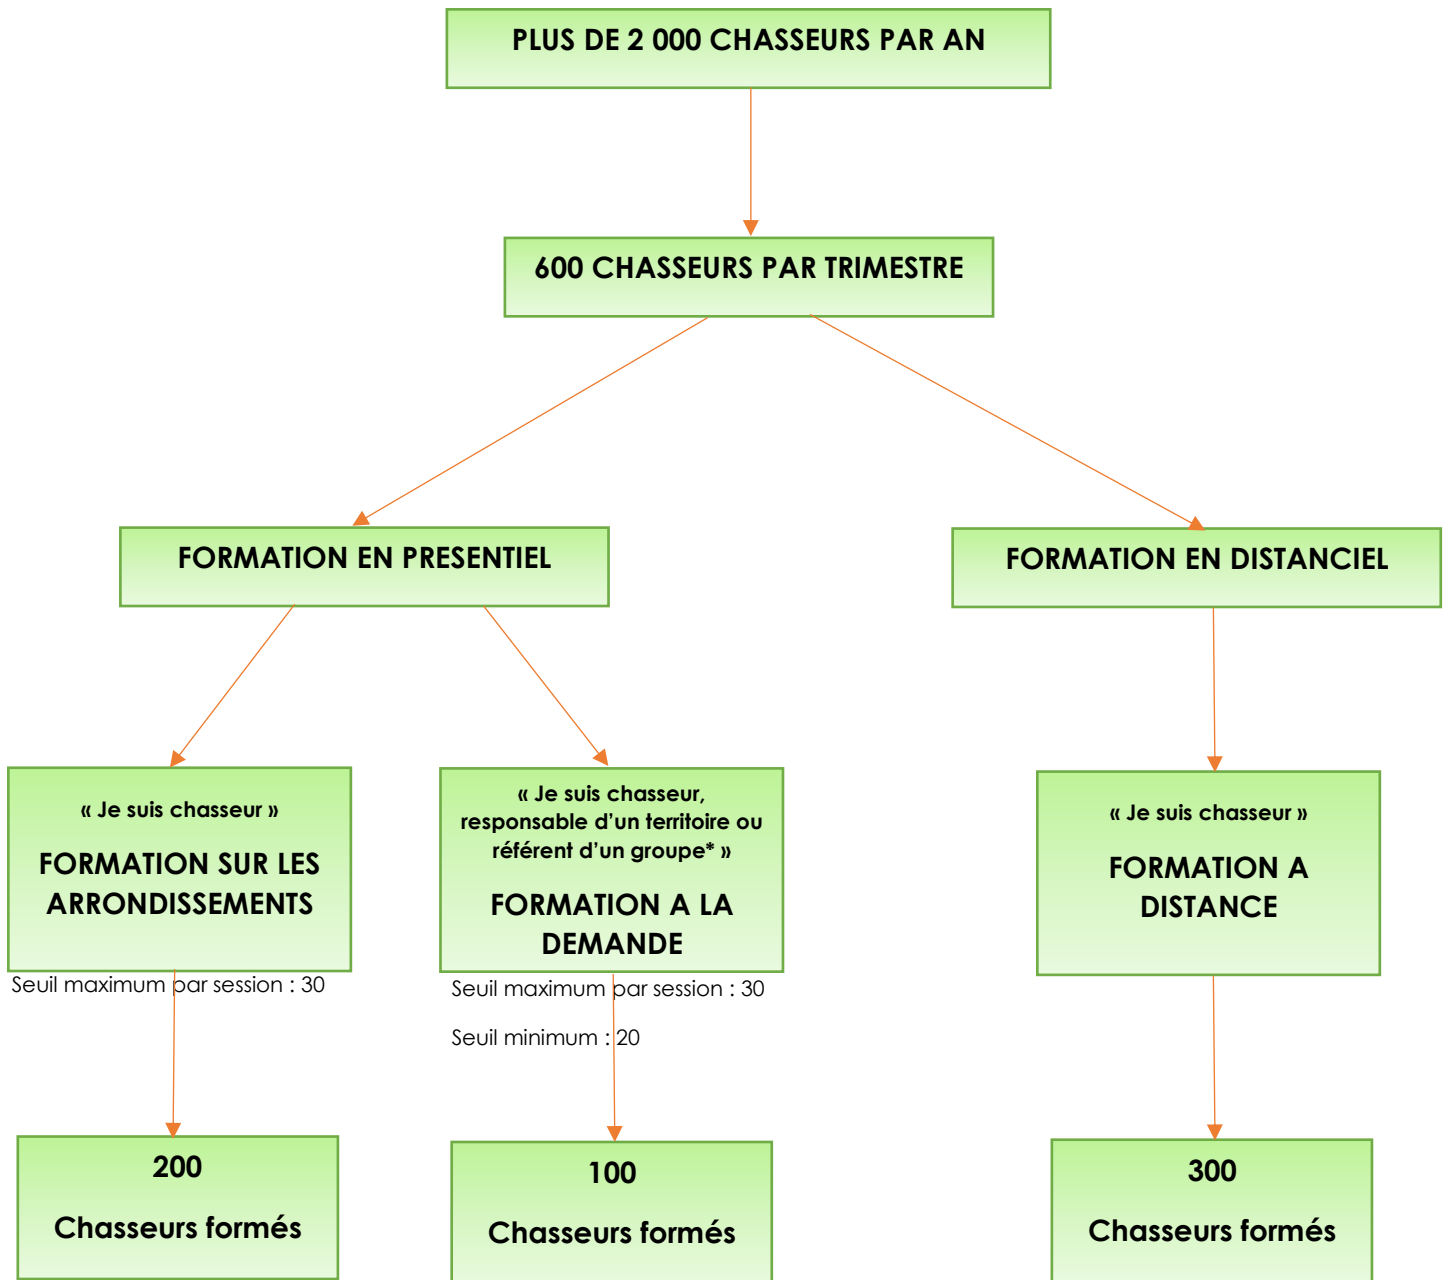 PLUS DE 2 000 CHASSEURS PAR AN
600 CHASSEURS PAR TRIMESTRE
FORMATION EN PRESENTIEL
FORMATION EN DISTANCIEL
« Je suis chasseur »
FORMATION SUR LES
ARRONDISSEMENTS
Seuil maximum par session : 30
« Je suis chasseur,
responsable d'un territoire ou
référent d'un groupe* »
FORMATION A LA
DEMANDE
Seuil maximum par session : 30
Seuil minimum : 20
« Je suis chasseur »
FORMATION A
DISTANCE
200
Chasseurs formés
100
Chasseurs formés
300
Chasseurs formés